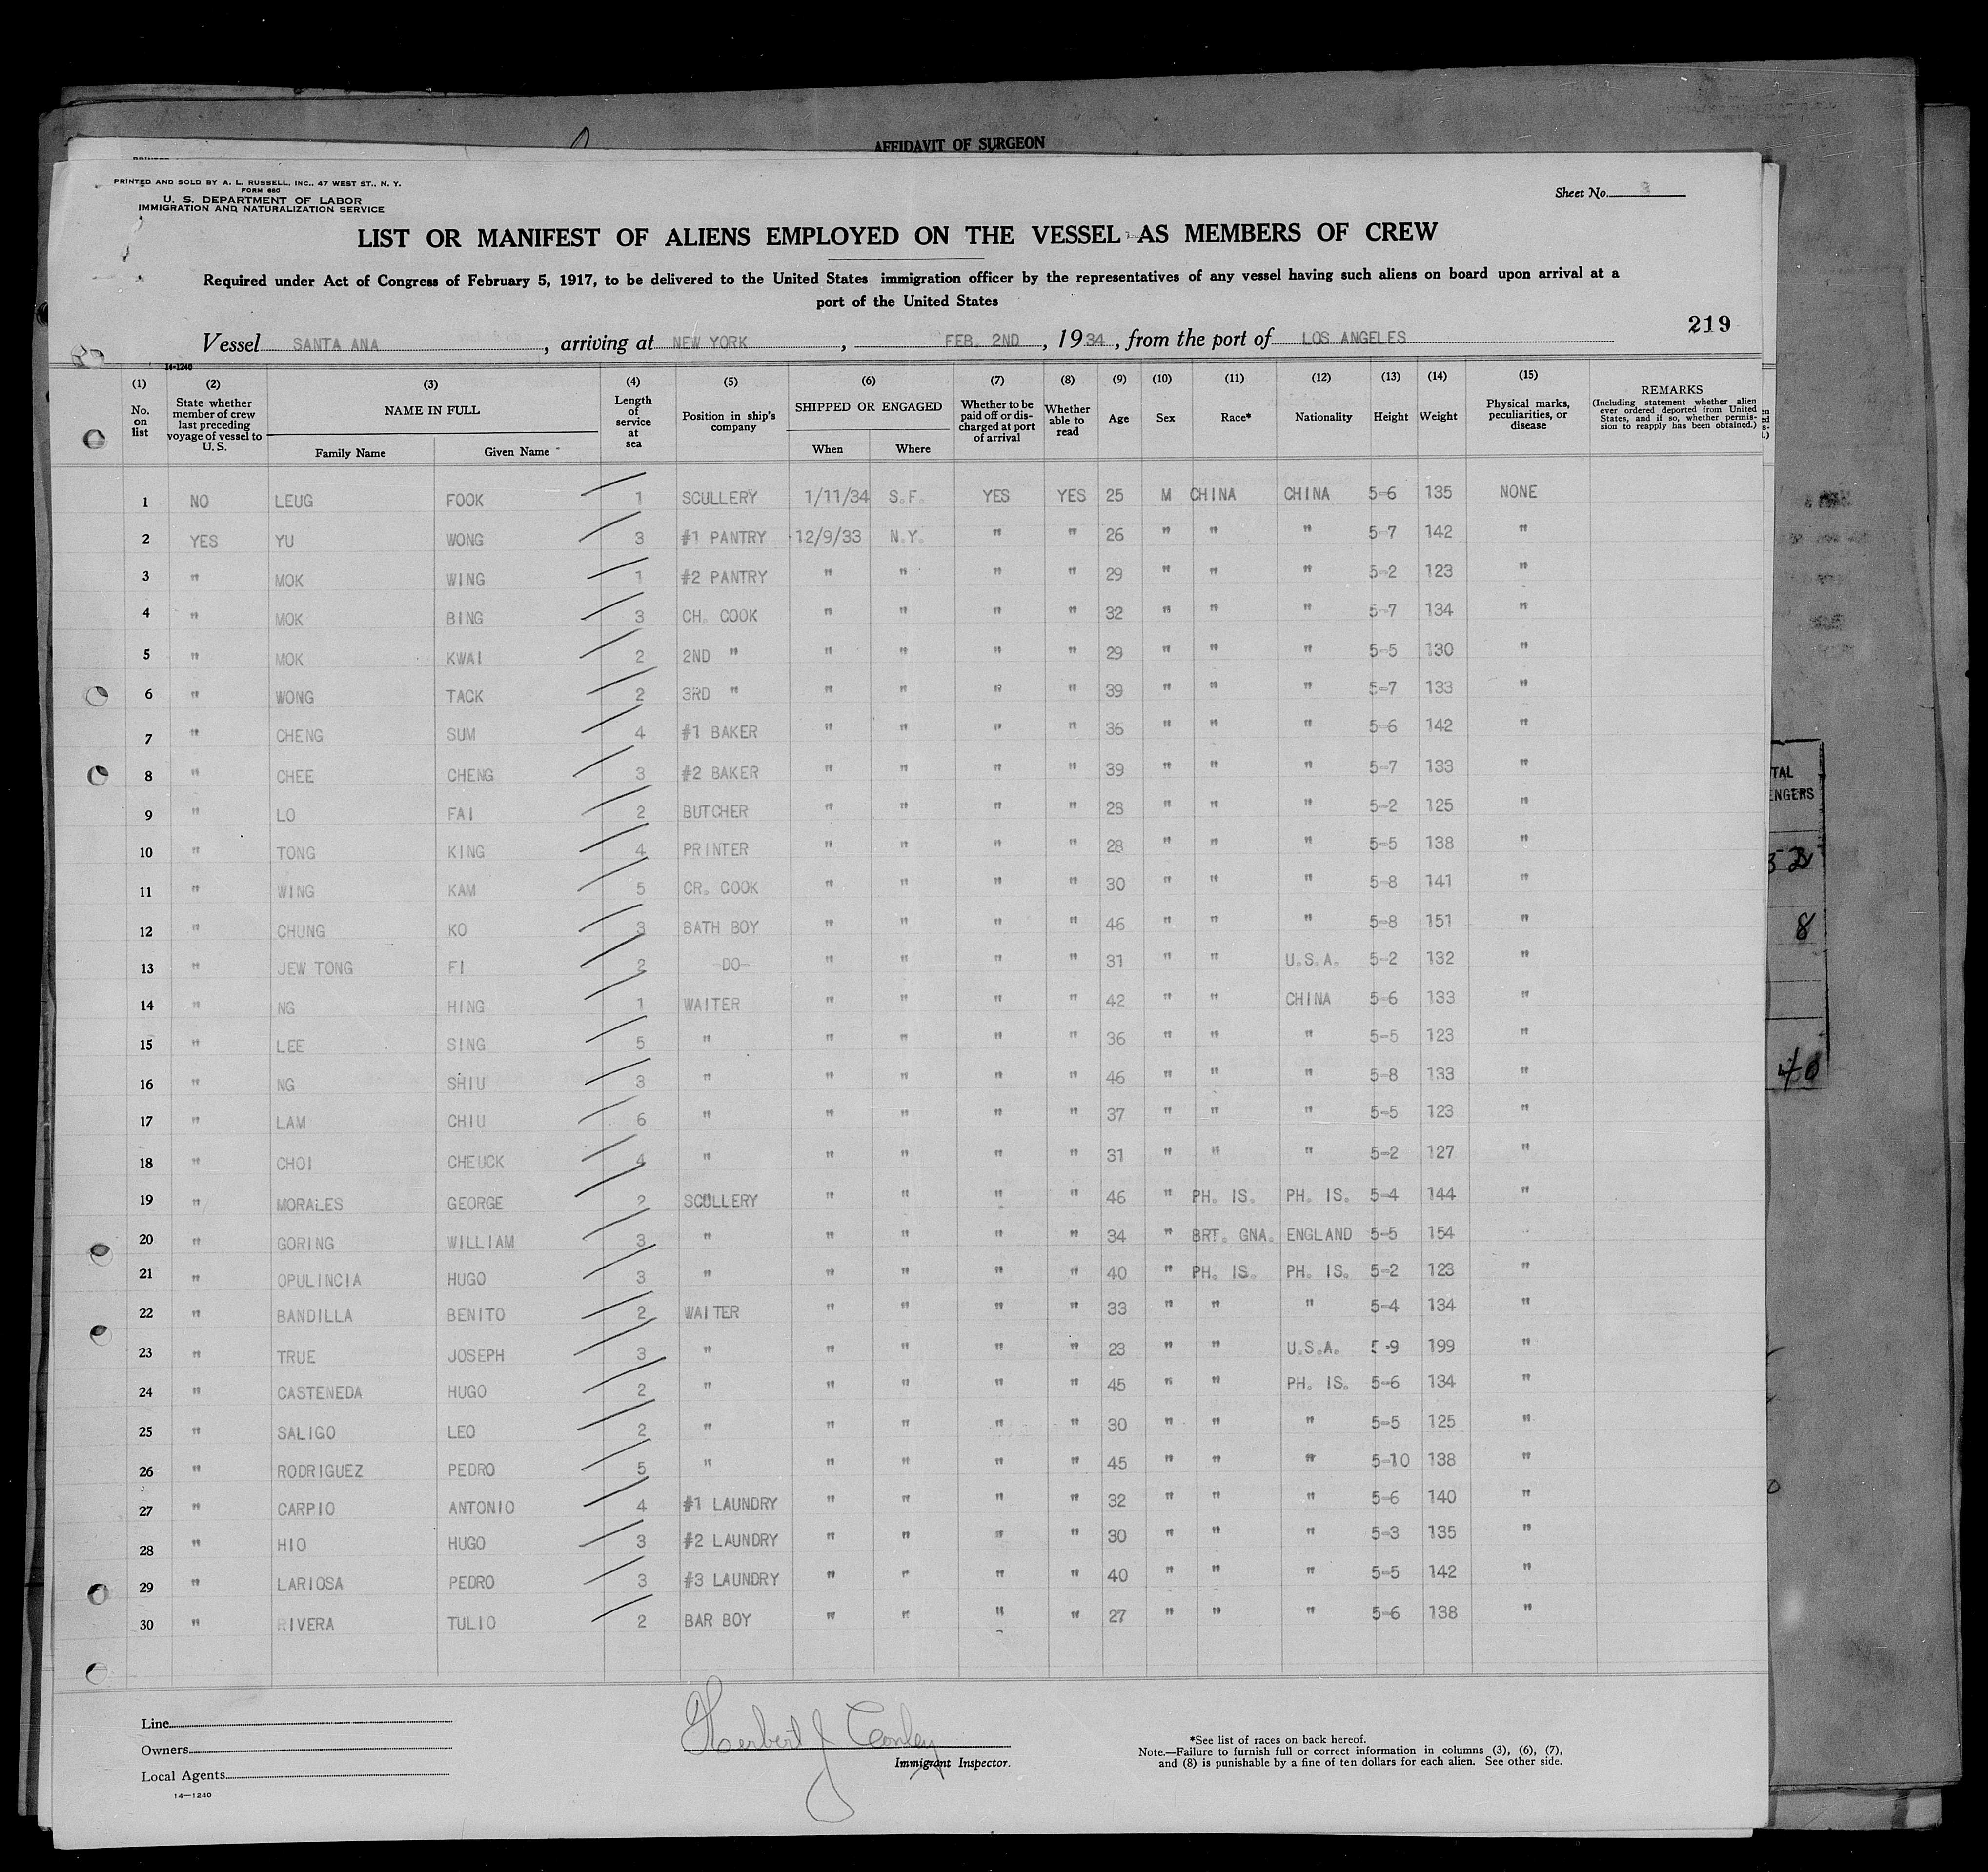 AFFIDAVIT OF SURGEON
PRINTED AND SOLD BY A. L. RUSSELL, INC., 47 WEST ST., N. Y.
FORM 680
U. S. DEPARTMENT OF LABOR
IMMIGRATION AND NATURALIZATION SERVICE
Sheet No. 3
LIST OR MANIFEST OF ALIENS EMPLOYED ON THE VESSEL AS MEMBERS OF CREW
Required under Act of Congress of February 5, 1917, to be delivered to the United States immigration officer by the representatives of any vessel having such aliens on board upon arrival at a
port of the United States
219
Vessel SANTA ANA, arriving at NEW YORK, FEB. 2ND, 1934, from the port of LOS ANGELES
14-1240
(1) No. on list (2) State whether member of crew last preceding voyage of vessel to U. S. (3) NAME IN FULL Family Name Given Name (4) Length of service at sea (5) Position in ship's company (6) SHIPPED OR ENGAGED When Where (7) Whether to be paid off or discharged at port of arrival (8) Whether able to read (9) Age (10) Sex (11) Race* (12) Nationality (13) Height (14) Weight (15) Physical marks, peculiarities, or disease REMARKS (Including statement whether alien ever ordered deported from United States, and if so, whether permission to reapply has been obtained.)
1 NO LEUG FOOK 1 SCULLERY 1/11/34 S.F. YES YES 25 M CHINA CHINA 5-6 135 NONE
2 YES YU WONG 3 #1 PANTRY 12/9/33 N.Y. " " 26 " " " 5-7 142 "
3 " MOK WING 1 #2 PANTRY " " " " 29 " " " 5-2 123 "
4 " MOK BING 3 CH. COOK " " " " 32 " " " 5-7 134 "
5 " MOK KWAI 2 2ND " " " " " 29 " " " 5-5 130 "
6 " WONG TACK 2 3RD " " " " " 39 " " " 5-7 133 "
7 " CHENG SUM 4 #1 BAKER " " " " 36 " " " 5-6 142 "
8 " CHEE CHENG 3 #2 BAKER " " " " 39 " " " 5-7 133 "
9 " LO FAI 2 BUTCHER " " " " 28 " " " 5-2 125 "
10 " TONG KING 4 PRINTER " " " " 28 " " " 5-5 138 "
11 " WING KAM 5 CR. COOK " " " " 30 " " " 5-8 141 "
12 " CHUNG KO 3 BATH BOY " " " " 46 " " " 5-8 151 "
13 " JEW TONG FI 2 -DO- " " " " 31 " " U.S.A. 5-2 132 "
14 " NG HING 1 WAITER " " " " 42 " " CHINA 5-6 133 "
15 " LEE SING 5 " " " " " 36 " " " 5-5 123 "
16 " NG SHIU 3 " " " " " 46 " " " 5-8 133 "
17 " LAM CHIU 6 " " " " " 37 " " " 5-5 123 "
18 " CHOI CHEUCK 4 " " " " " 31 " " " 5-2 127 "
19 " MORALES GEORGE 2 SCULLERY " " " " 46 " PH. IS. PH. IS. 5-4 144 "
20 " GORING WILLIAM 3 " " " " " 34 " BRT. GNA. ENGLAND 5-5 154
21 " OPULINCIA HUGO 3 " " " " " 40 " PH. IS. PH. IS. 5-2 123 "
22 " BANDILLA BENITO 2 WAITER " " " " 33 " " " 5-4 134 "
23 " TRUE JOSEPH 3 " " " " " 23 " " U.S.A. 5-9 199 "
24 " CASTENEDA HUGO 2 " " " " " 45 " " PH. IS. 5-6 134 "
25 " SALIGO LEO 2 " " " " " 30 " " " 5-5 125 "
26 " RODRIGUEZ PEDRO 5 " " " " " 45 " " " 5-10 138 "
27 " CARPIO ANTONIO 4 #1 LAUNDRY " " " " 32 " " " 5-6 140 "
28 " HIO HUGO 3 #2 LAUNDRY " " " " 30 " " " 5-3 135 "
29 " LARIOSA PEDRO 3 #3 LAUNDRY " " " " 40 " " " 5-5 142 "
30 " RIVERA TULIO 2 BAR BOY " " " " 27 " " " 5-6 138 "
Line
Owners
Local Agents
14-1240
Herbert J Conley
Immigrant Inspector.
*See list of races on back hereof.
Note.—Failure to furnish full or correct information in columns (3), (6), (7),
and (8) is punishable by a fine of ten dollars for each alien. See other side.
TAL
ENGERS
8
40